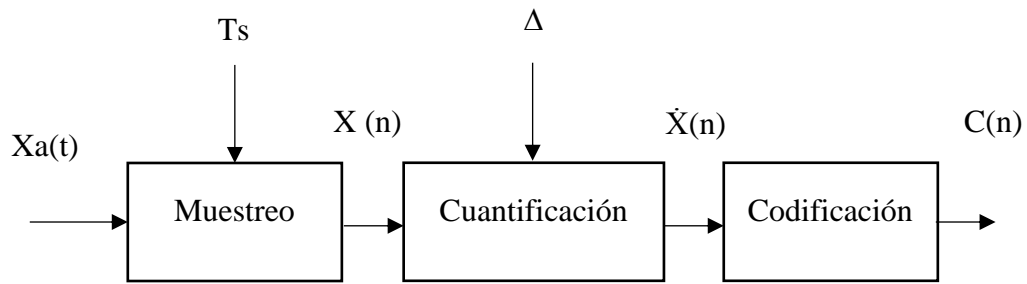 Ts
Δ
Xa(t)
X (n)
Ẋ(n)
C(n)
Muestreo
Cuantificación
Codificación